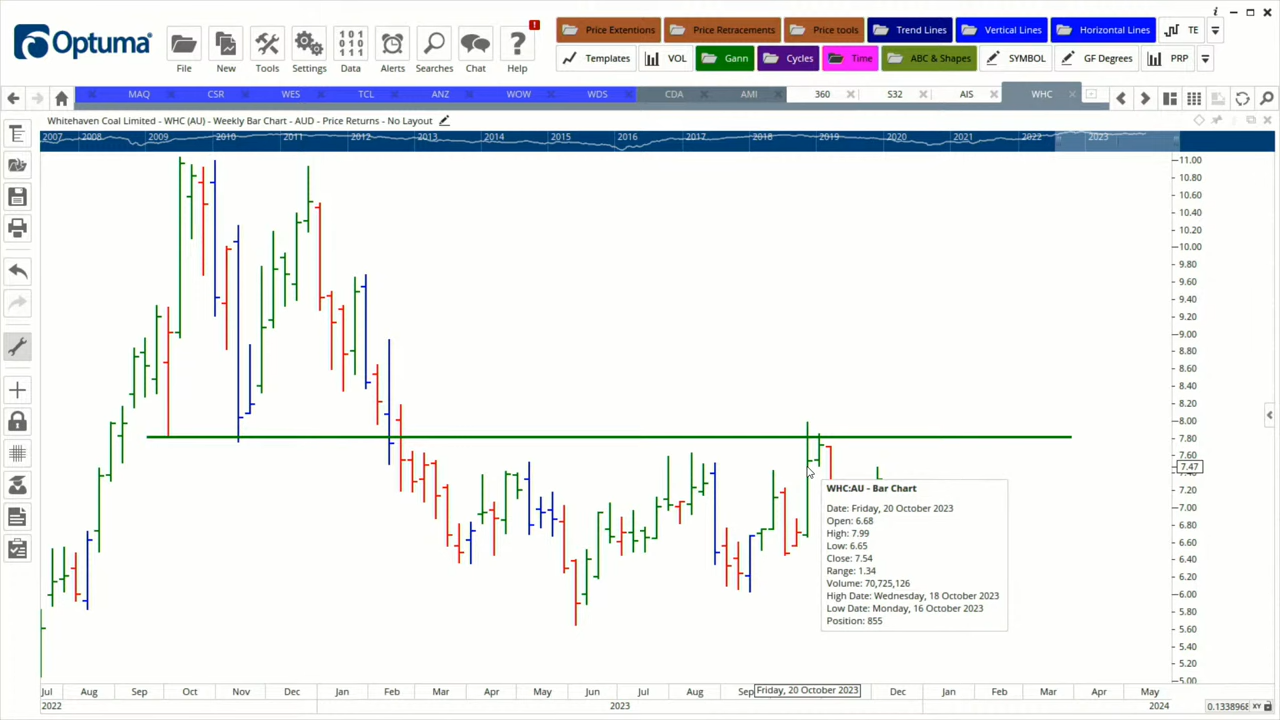 Optuma
File
New
Tools
Settings
101
010
101
Data
Alerts
Searches
Chat
!
?
Help
Price Extentions
Price Retracements
Price tools
Trend Lines
Vertical Lines
Horizontal Lines
TE
Templates
VOL
Gann
Cycles
Time
ABC & Shapes
SYMBOL
GF Degrees
PRP
MAQ
CSR
WES
TCL
ANZ
WOW
WDS
CDA
AMI
360
S32
AIS
WHC
Whitehaven Coal Limited - WHC (AU) - Weekly Bar Chart - AUD - Price Returns - No Layout
2007 2008 2009 2010 2011 2012 2013 2014 2015 2016 2017 2018 2019 2020 2021 2022 2023
11.00
10.80
10.60
10.40
10.20
10.00
9.80
9.60
9.40
9.20
9.00
8.80
8.60
8.40
8.20
8.00
7.80
7.60
7.47
7.20
7.00
6.80
6.60
6.40
6.20
6.00
5.80
5.60
5.40
5.20
5.00
WHC:AU - Bar Chart
Date: Friday, 20 October 2023
Open: 6.68
High: 7.99
Low: 6.65
Close: 7.54
Range: 1.34
Volume: 70,725,126
High Date: Wednesday, 18 October 2023
Low Date: Monday, 16 October 2023
Position: 855
Jul Aug Sep Oct Nov Dec Jan Feb Mar Apr May Jun Jul Aug Sep Friday, 20 October 2023 Dec Jan Feb Mar Apr May
2022 2023 2024
0.1338968 XY